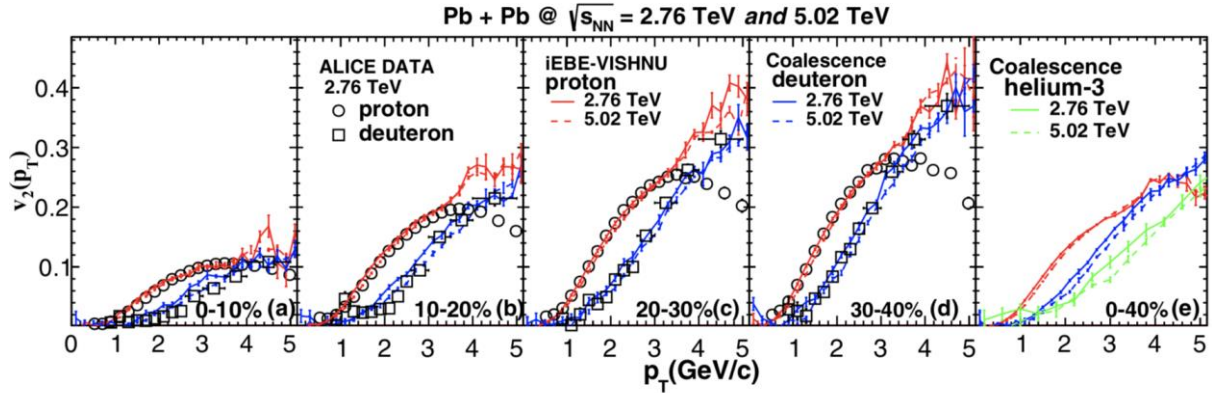 Pb + Pb @ √sNN = 2.76 TeV and 5.02 TeV
v2(pT)
0.4
0.3
0.2
0.1
ALICE DATA
2.76 TeV
proton
deuteron
iEBE-VISHNU
proton
2.76 TeV
5.02 TeV
Coalescence
deuteron
2.76 TeV
5.02 TeV
Coalescence
helium-3
2.76 TeV
5.02 TeV
0-10% (a)
10-20% (b)
20-30%(c)
30-40% (d)
0-40% (e)
0 1 2 3 4 5
1 2 3 4 5
1 2 3 4 5
1 2 3 4 5
1 2 3 4 5
pT(GeV/c)